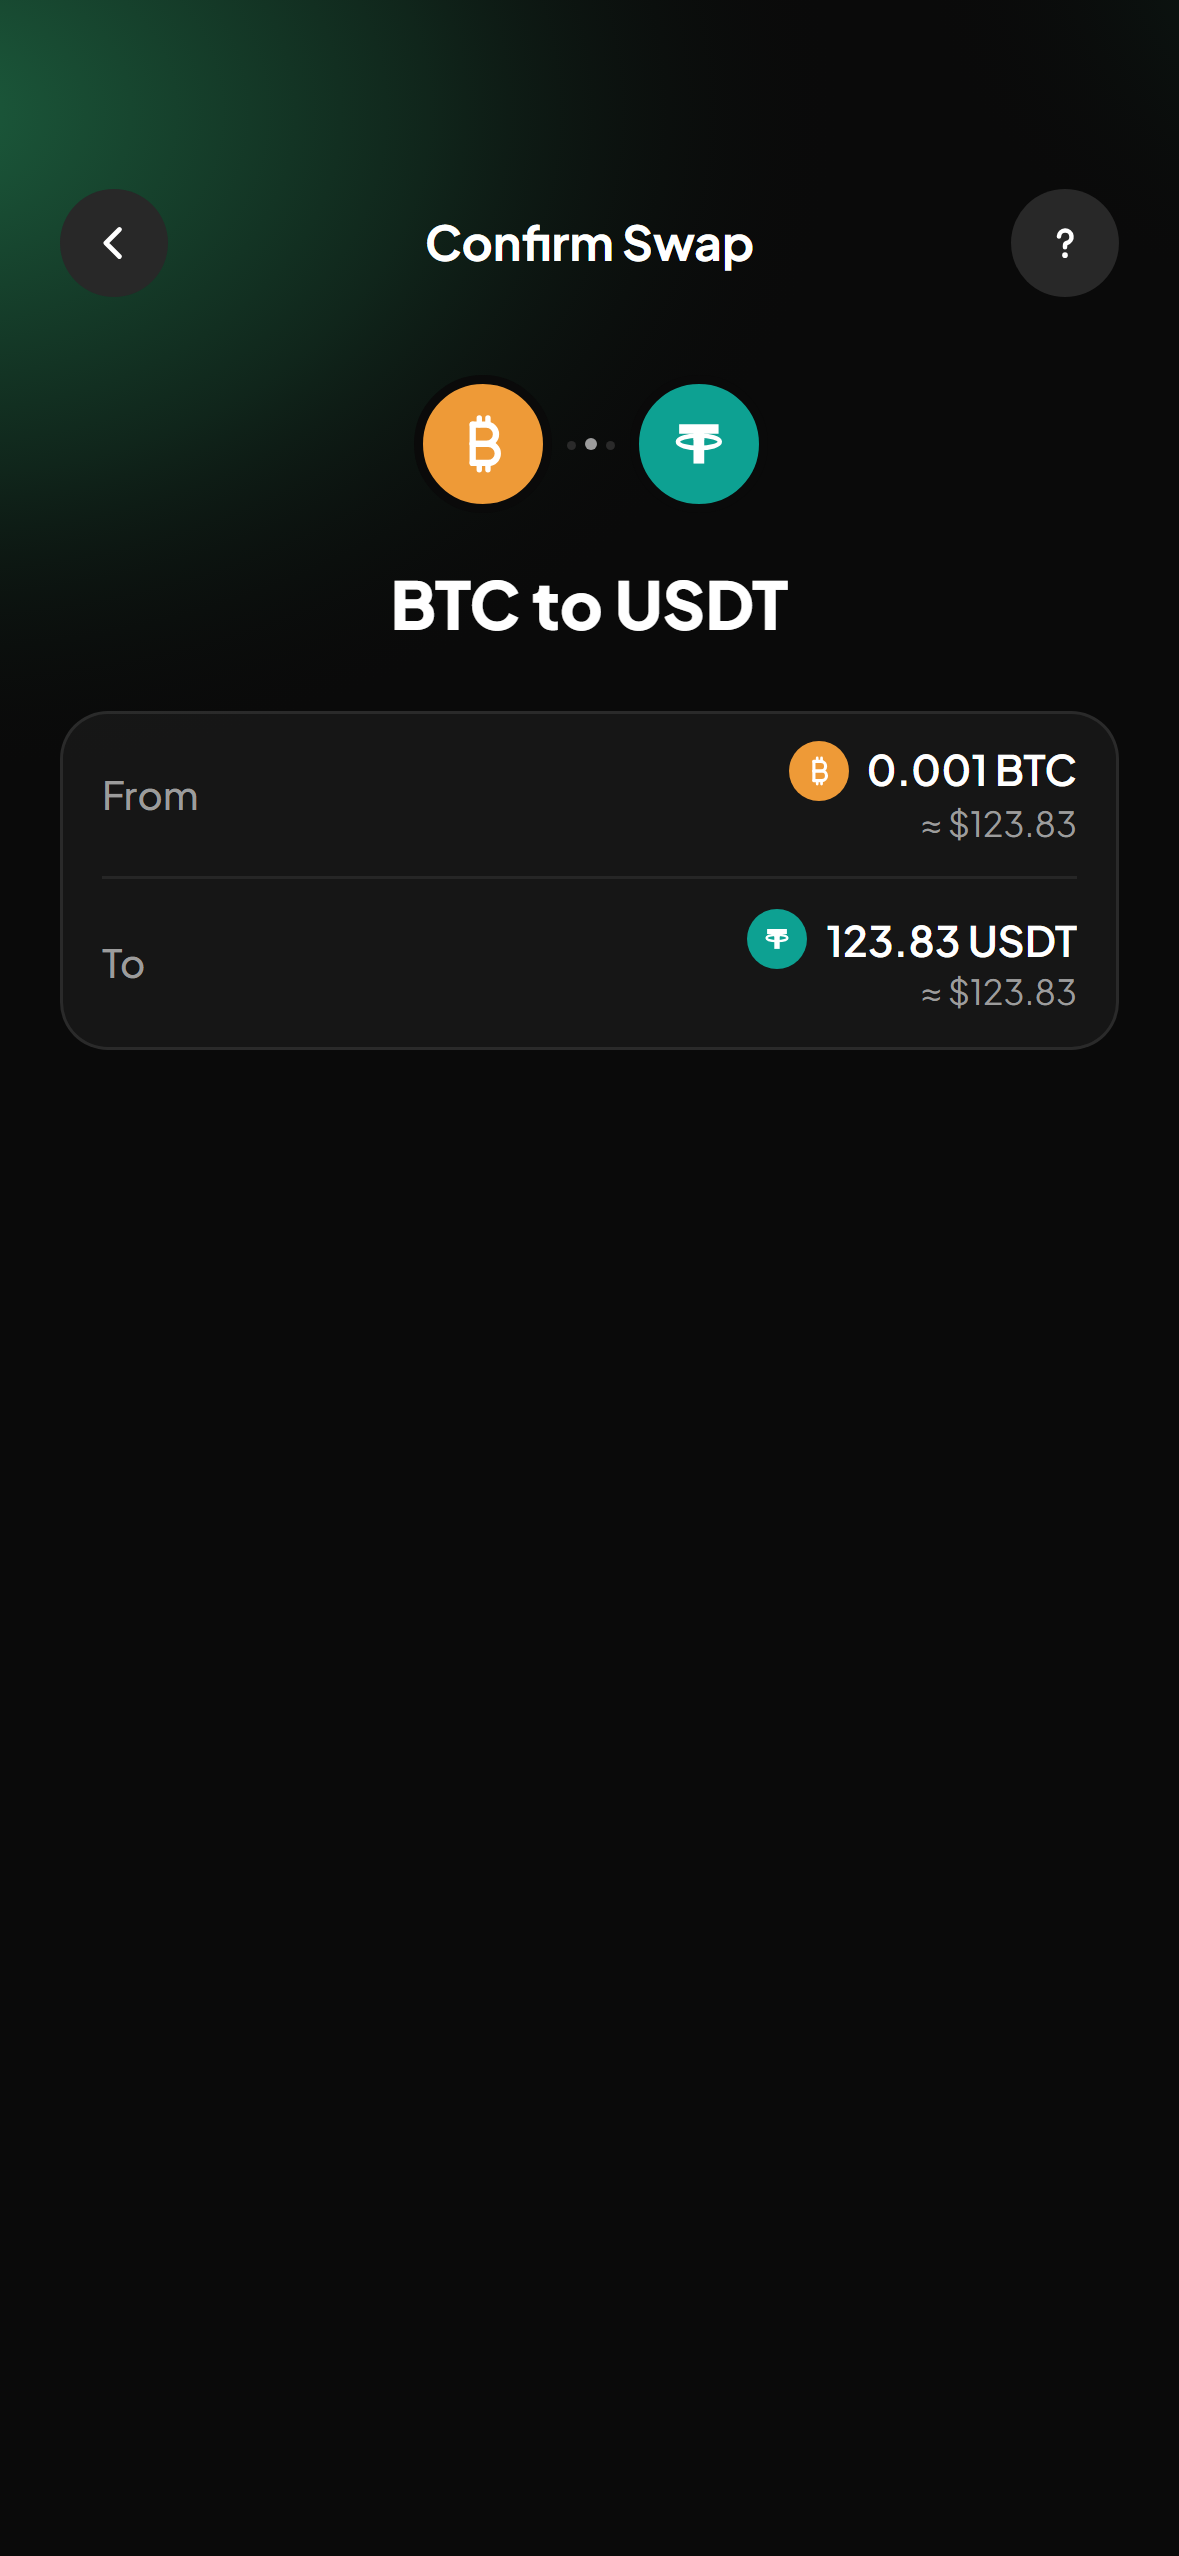 Confirm Swap
?
BTC to USDT
From
0.001 BTC
≈ $123.83
To
123.83 USDT
≈ $123.83